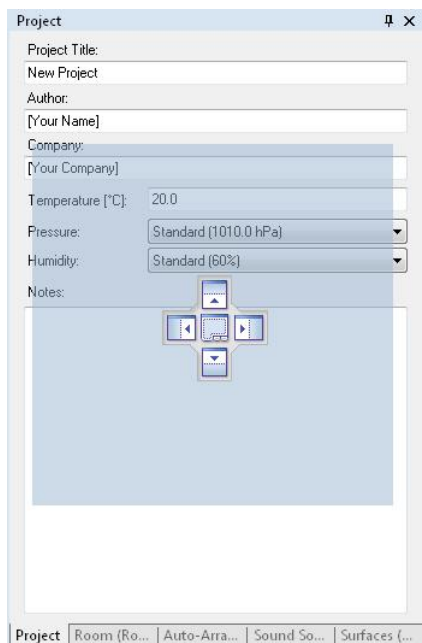 Project
Project Title:
New Project
Author:
[Your Name]
Company:
[Your Company]
Temperature [°C]: 20.0
Pressure: Standard (1010.0 hPa)
Humidity: Standard (60%)
Notes:
Project Room (Ro... Auto-Arra... Sound So... Surfaces (...